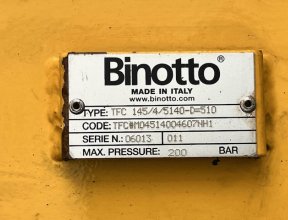 Binotto®
MADE IN ITALY
www.binotto.com
TYPE: TFC 145/4/5140-D=510
CODE: TFC#M04514004607HH1
SERIE N.: 06013 011
MAX. PRESSURE: 200 BAR